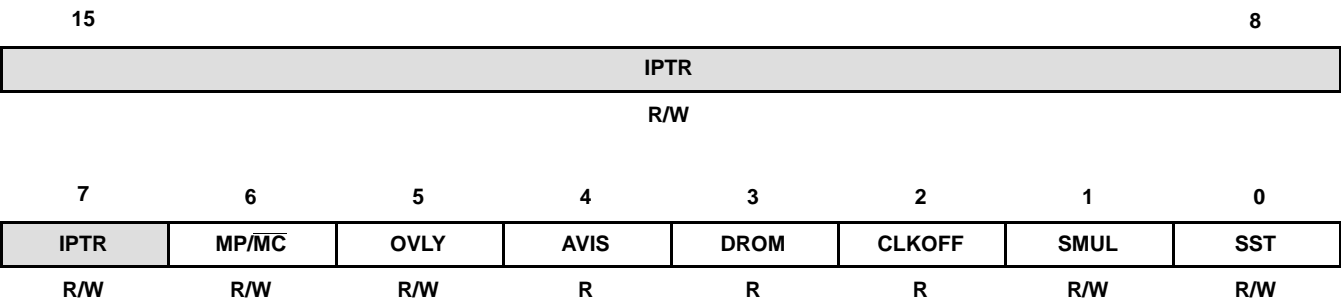 15 8
IPTR
R/W
7 6 5 4 3 2 1 0
IPTR MP/M̅C̅ OVLY AVIS DROM CLKOFF SMUL SST
R/W R/W R/W R R R R/W R/W